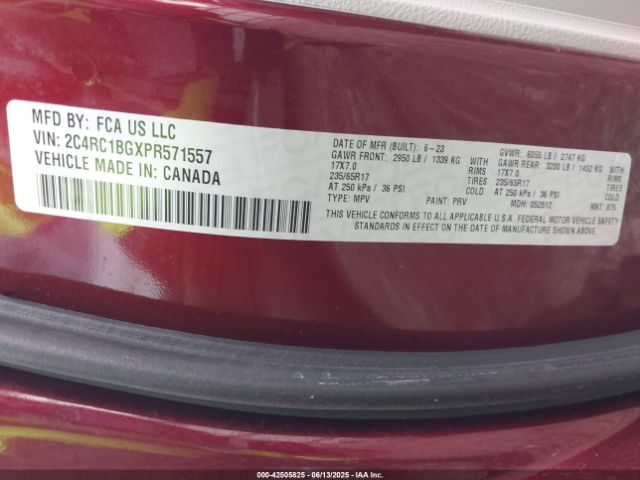 MFD BY: FCA US LLC
VIN: 2C4RC1BGXPR571557
VEHICLE MADE IN: CANADA
DATE OF MFR (BUILT): 6-23
GAWR FRONT: 2950 LB / 1339 KG WITH
17X7.0 RIMS
235/65R17 TIRES
AT 250 kPa / 36 PSI COLD
TYPE: MPV PAINT: PRV
GVWR: 6055 LB / 2747 KG
GAWR REAR: 3200 LB / 1452 KG WITH
17X7.0 RIMS
235/65R17 TIRES
AT 250 kPa / 36 PSI COLD
MDH: 052512 MKT: 875
THIS VEHICLE CONFORMS TO ALL APPLICABLE U.S.A. FEDERAL MOTOR VEHICLE SAFETY
STANDARDS IN EFFECT ON THE DATE OF MANUFACTURE SHOWN ABOVE.
000-42505825 - 06/13/2025 - IAAI.COM